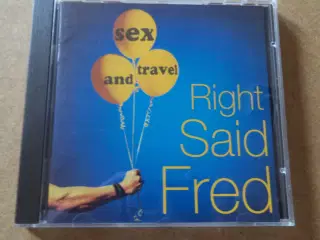 sex
and travel
Right
Said
Fred